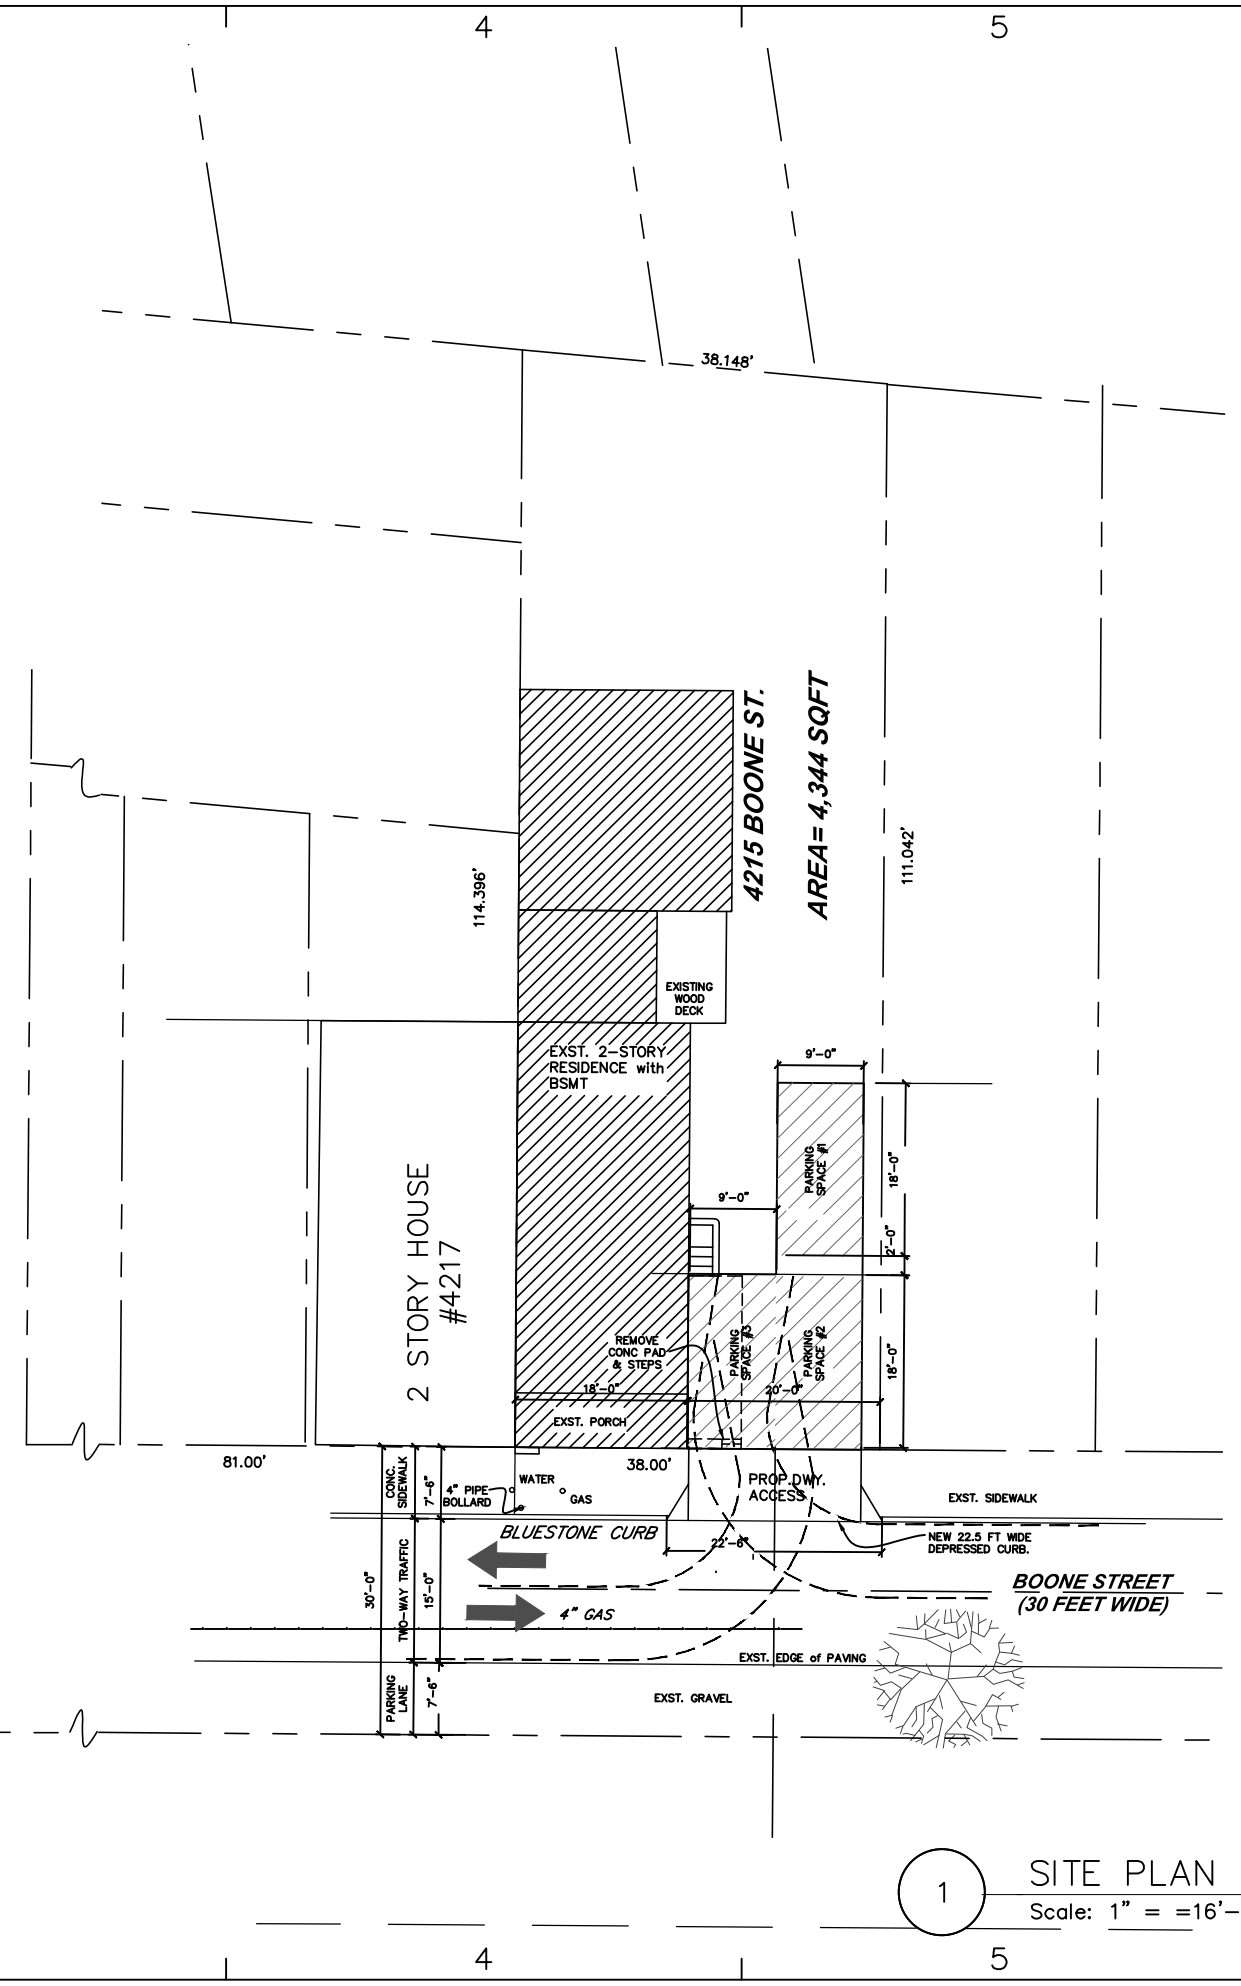 4
5
38.148'
4215 BOONE ST.
AREA= 4,344 SQFT
114.396'
111.042'
EXISTING
WOOD
DECK
EXST. 2-STORY
RESIDENCE with
BSMT
9'-0"
PARKING
SPACE #1
18'-0"
9'-0"
2 STORY HOUSE
#4217
2'-0"
REMOVE
CONC PAD
& STEPS
PARKING
SPACE #3
PARKING
SPACE #2
18'-0"
18'-0"
20'-0"
EXST. PORCH
81.00'
38.00'
CONC.
SIDEWALK
7'-6"
4" PIPE
BOLLARD
WATER
GAS
PROP.DWY.
ACCESS
EXST. SIDEWALK
BLUESTONE CURB
22'-6"
NEW 22.5 FT WIDE
DEPRESSED CURB.
30'-0"
TWO-WAY TRAFFIC
15'-0"
BOONE STREET
(30 FEET WIDE)
4" GAS
EXST. EDGE of PAVING
PARKING
LANE
7'-6"
EXST. GRAVEL
1
SITE PLAN
Scale: 1" = =16'-
4
5